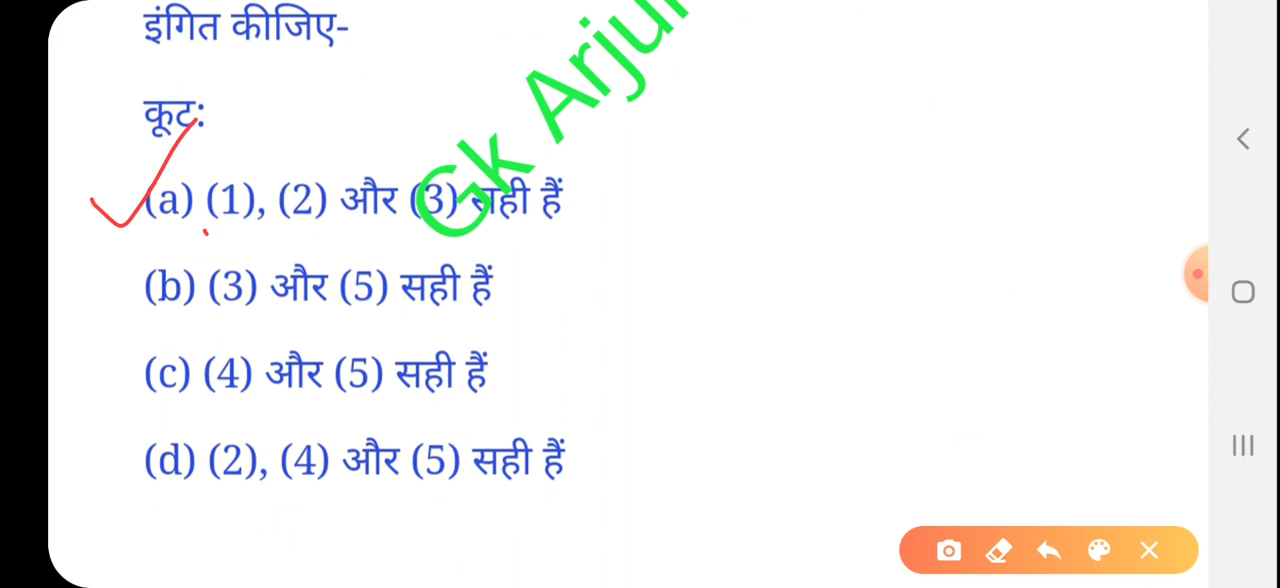 इंगित कीजिए-
Gk Arjun
कूट:
(a) (1), (2) और (3) सही हैं
(b) (3) और (5) सही हैं
(c) (4) और (5) सही हैं
(d) (2), (4) और (5) सही हैं